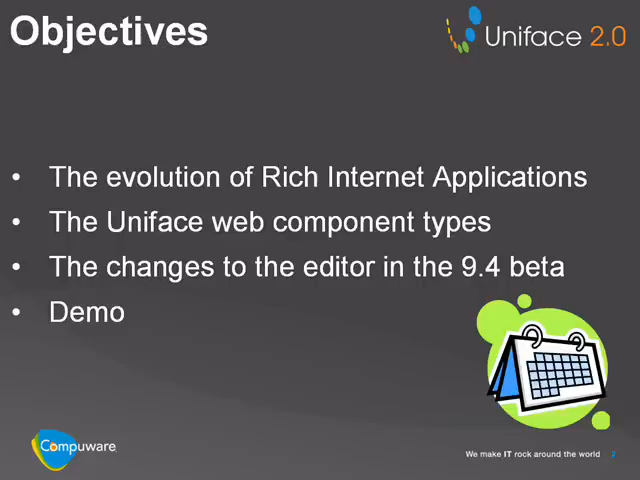 Objectives
Uniface 2.0
• The evolution of Rich Internet Applications
• The Uniface web component types
• The changes to the editor in the 9.4 beta
• Demo
Compuware.
We make IT rock around the world 2